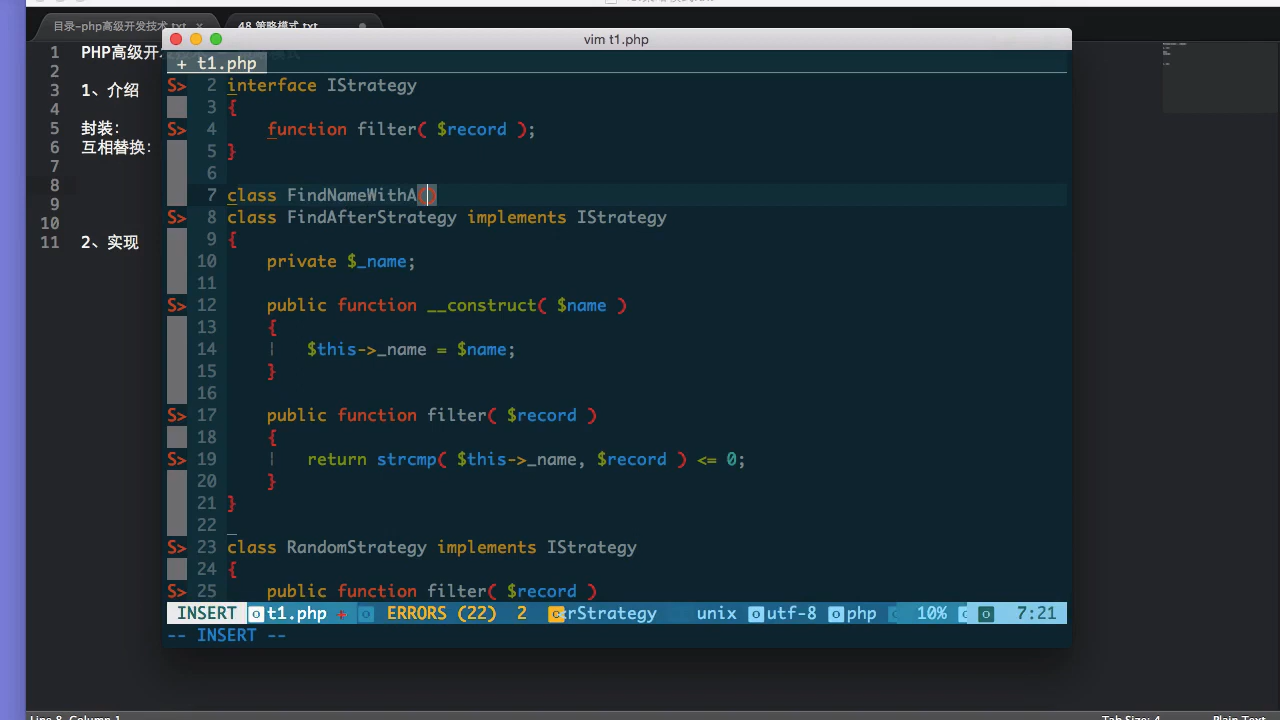 目录-php高级开发技术.txt
48.策略模式.txt
vim t1.php
1 PHP高级开
2
3 1、介绍
4
5 封装:
6 互相替换:
7
8
9
10
11 2、实现
+ t1.php
S> 2 interface IStrategy
3 {
S> 4 function filter( $record );
5 }
6
7 class FindNameWithA()
S> 8 class FindAfterStrategy implements IStrategy
9 {
10 private $_name;
11
S> 12 public function __construct( $name )
13 {
14 | $this->_name = $name;
15 }
16
S> 17 public function filter( $record )
18 {
S> 19 | return strcmp( $this->_name, $record ) <= 0;
20 }
21 }
22
S> 23 class RandomStrategy implements IStrategy
24 {
S> 25 public function filter( $record )
INSERT t1.php + ERRORS (22) 2 rStrategy unix utf-8 php 10% 7:21
-- INSERT --
Line 8, Column 1
Tab Size: 4
Plain Text